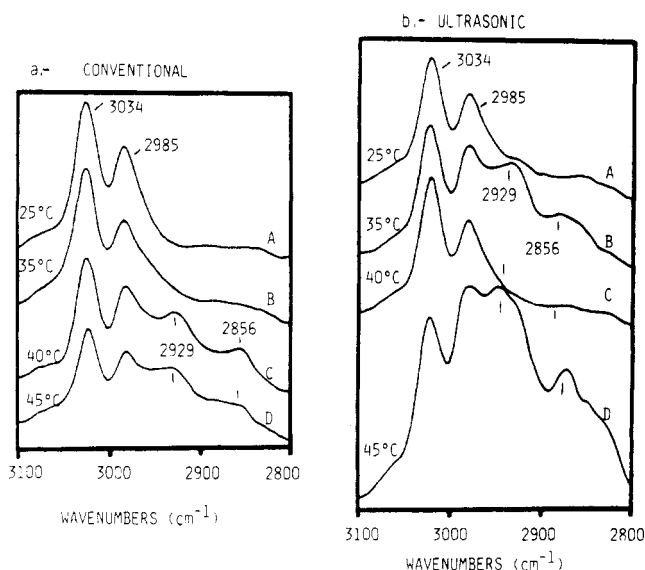 a.- CONVENTIONAL
3034
2985
25°C
A
35°C
B
40°C
2929
2856
C
45°C
D
3100 3000 2900 2800
WAVENUMBERS (cm-1)
b.- ULTRASONIC
3034
2985
25°C
A
2929
35°C
2856
B
40°C
C
45°C
D
3100 3000 2900 2800
WAVENUMBERS (cm-1)